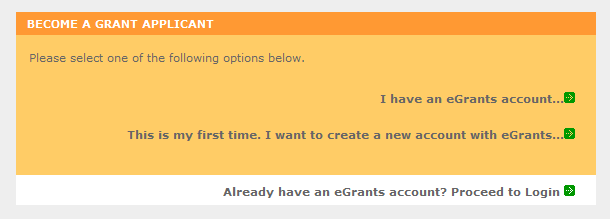 BECOME A GRANT APPLICANT
Please select one of the following options below.
I have an eGrants account...
This is my first time. I want to create a new account with eGrants...
Already have an eGrants account? Proceed to Login